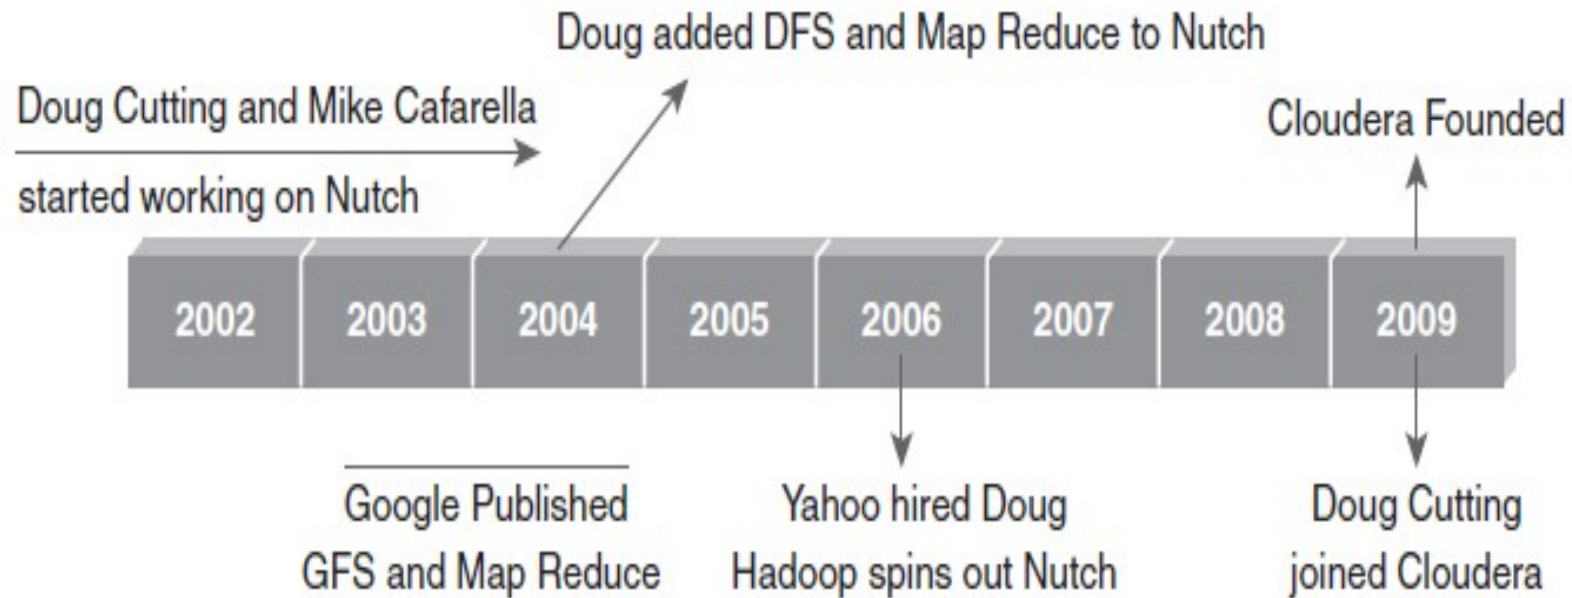 Doug added DFS and Map Reduce to Nutch
Doug Cutting and Mike Cafarella
started working on Nutch
Cloudera Founded
2002 2003 2004 2005 2006 2007 2008 2009
Google Published
GFS and Map Reduce
Yahoo hired Doug
Hadoop spins out Nutch
Doug Cutting
joined Cloudera